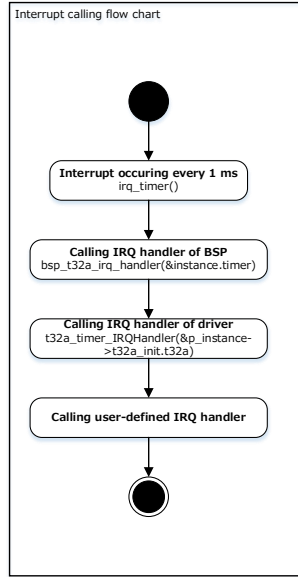 Interrupt calling flow chart
Interrupt occuring every 1 ms
irq_timer()
Calling IRQ handler of BSP
bsp_t32a_irq_handler(&instance.timer)
Calling IRQ handler of driver
t32a_timer_IRQHandler(&p_instance-
>t32a_init.t32a)
Calling user-defined IRQ handler